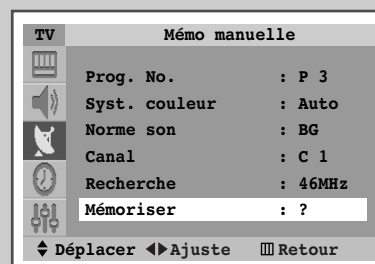 TV Mémo manuelle
Prog. No. : P 3
Syst. couleur : Auto
Norme son : BG
Canal : C 1
Recherche : 46MHz
Mémoriser : ?
Déplacer Ajuste Retour